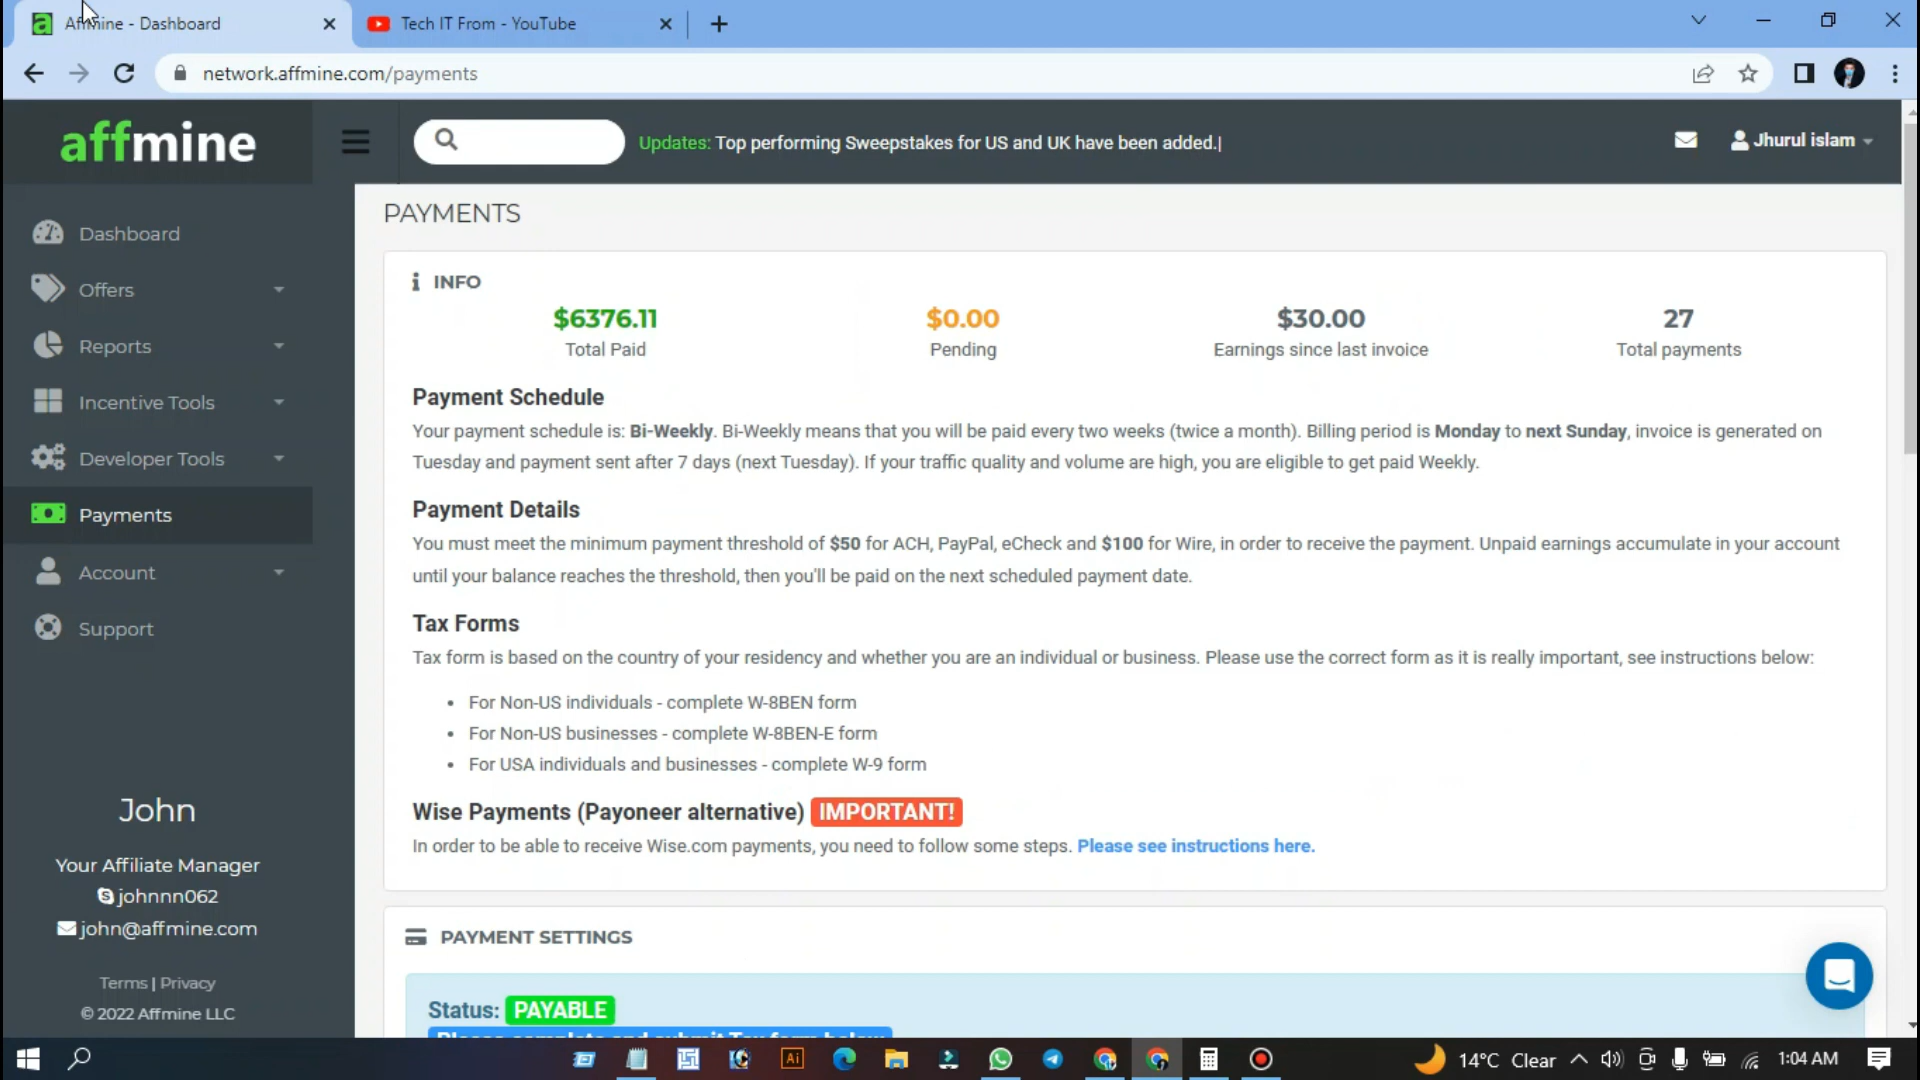 Affmine - Dashboard
Tech IT From - YouTube
network.affmine.com/payments
affmine
Updates: Top performing Sweepstakes for US and UK have been added.|
Jhurul islam
Dashboard
Offers
Reports
Incentive Tools
Developer Tools
Payments
Account
Support
John
Your Affiliate Manager
johnnn062
john@affmine.com
Terms | Privacy
© 2022 Affmine LLC
PAYMENTS
INFO
$6376.11
Total Paid
$0.00
Pending
$30.00
Earnings since last invoice
27
Total payments
Payment Schedule
Your payment schedule is: Bi-Weekly. Bi-Weekly means that you will be paid every two weeks (twice a month). Billing period is Monday to next Sunday, invoice is generated on
Tuesday and payment sent after 7 days (next Tuesday). If your traffic quality and volume are high, you are eligible to get paid Weekly.
Payment Details
You must meet the minimum payment threshold of $50 for ACH, PayPal, eCheck and $100 for Wire, in order to receive the payment. Unpaid earnings accumulate in your account
until your balance reaches the threshold, then you'll be paid on the next scheduled payment date.
Tax Forms
Tax form is based on the country of your residency and whether you are an individual or business. Please use the correct form as it is really important, see instructions below:
• For Non-US individuals - complete W-8BEN form
• For Non-US businesses - complete W-8BEN-E form
• For USA individuals and businesses - complete W-9 form
Wise Payments (Payoneer alternative) IMPORTANT!
In order to be able to receive Wise.com payments, you need to follow some steps. Please see instructions here.
PAYMENT SETTINGS
Status: PAYABLE
Please complete and submit Tax form below
Ai
14°C Clear
1:04 AM